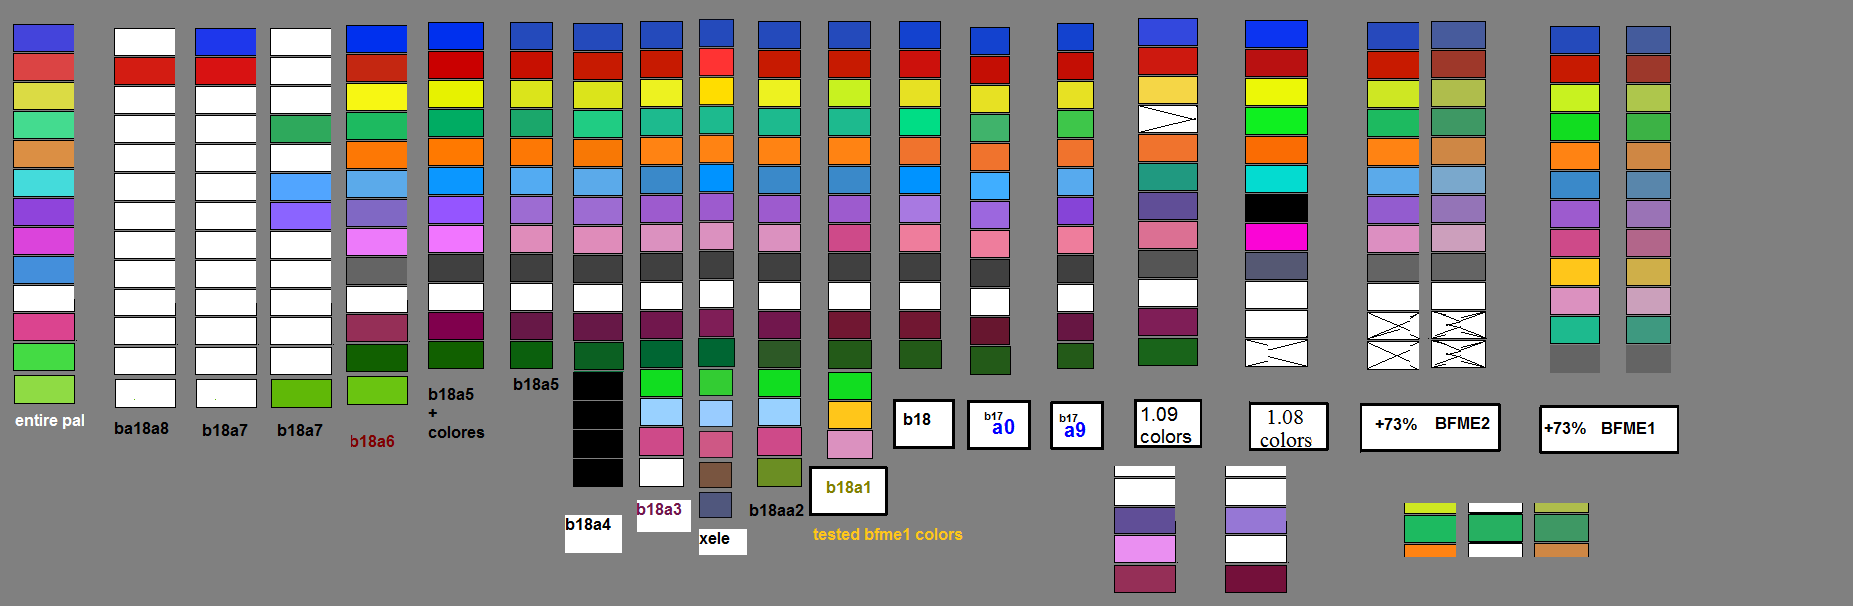 entire pal
ba18a8
b18a7
b18a7
b18a6
b18a5
+
colores
b18a5
b18a4
b18a3
xele
b18aa2
b18a1
tested bfme1 colors
b18
b17
a0
b17
a9
1.09
colors
1.08
colors
+73% BFME2
+73% BFME1